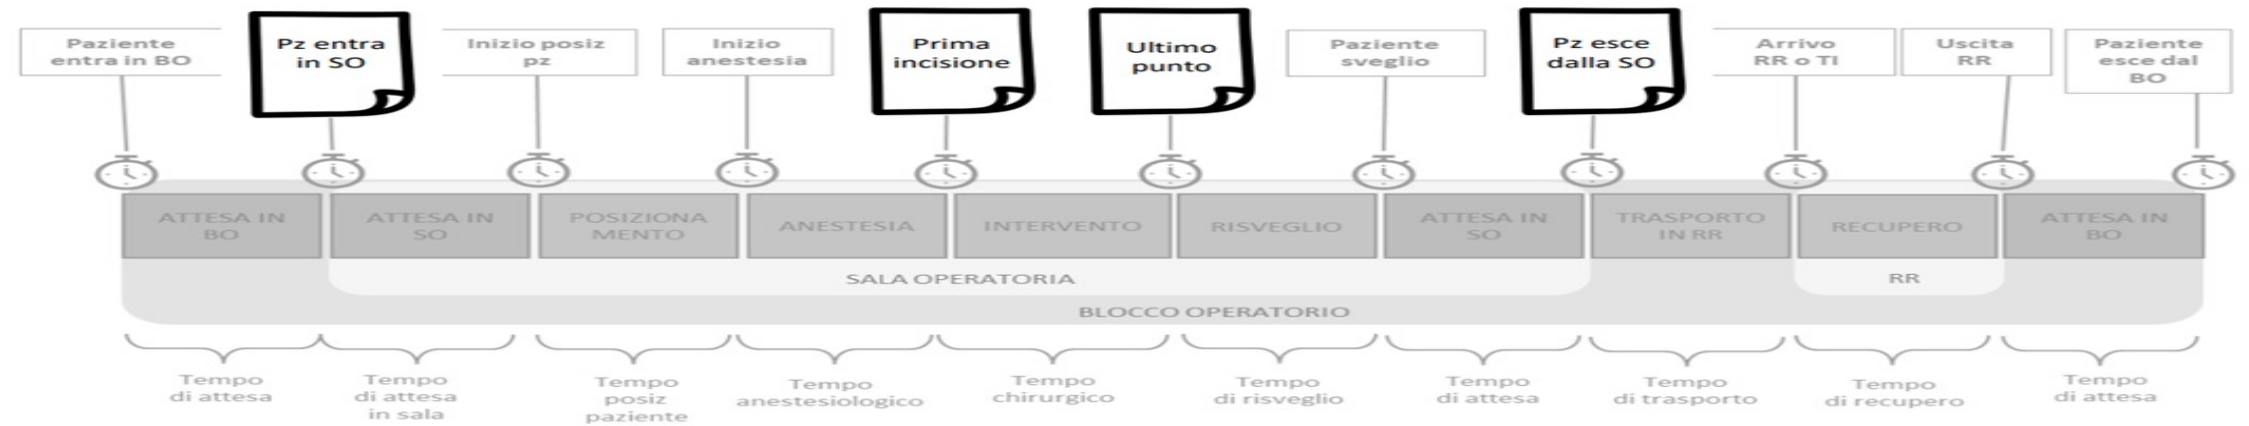 Paziente
entra in BO
Pz entra
in SO
Inizio posiz
pz
Inizio
anestesia
Prima
incisione
Ultimo
punto
Paziente
sveglio
Pz esce
dalla SO
Arrivo
RR o TI
Uscita
RR
Paziente
esce dal
BO
ATTESA IN
BO
ATTESA IN
SO
POSIZIONA
MENTO
ANESTESIA
INTERVENTO
RISVEGLIO
ATTESA IN
SO
TRASPORTO
IN RR
RECUPERO
ATTESA IN
BO
SALA OPERATORIA
RR
BLOCCO OPERATORIO
Tempo
di attesa
Tempo
di attesa
in sala
Tempo
posiz
paziente
Tempo
anestesiologico
Tempo
chirurgico
Tempo
di risveglio
Tempo
di attesa
Tempo
di trasporto
Tempo
di recupero
Tempo
di attesa